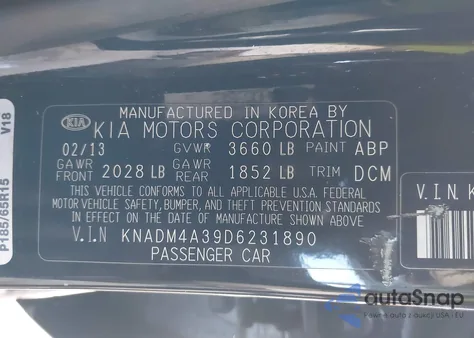 MANUFACTURED IN KOREA BY
KIA KIA MOTORS CORPORATION
02/13 GVWR 3660 LB PAINT ABP
GAWR FRONT 2028 LB GAWR REAR 1852 LB TRIM DCM
THIS VEHICLE CONFORMS TO ALL APPLICABLE U.S.A. FEDERAL
MOTOR VEHICLE SAFETY, BUMPER, AND THEFT PREVENTION STANDARDS
IN EFFECT ON THE DATE OF MANUFACTURE SHOWN ABOVE
V.I.N KNADM4A39D6231890
PASSENGER CAR
P185/65R15 V18
V.I.N. K
autoSnap